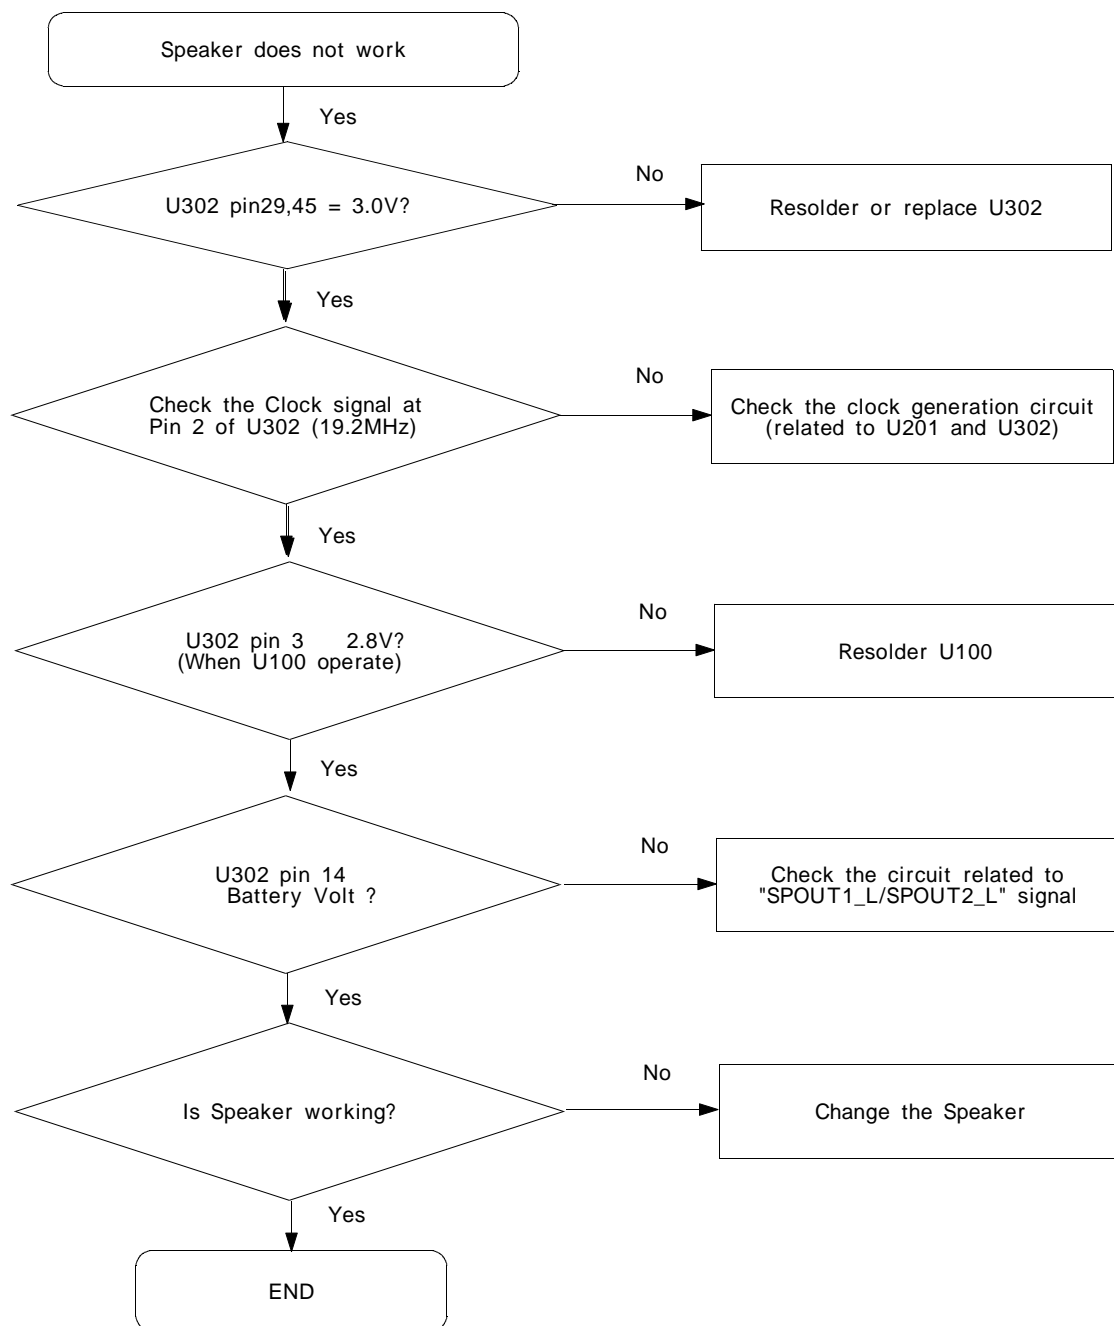 Speaker does not work
Yes
U302 pin29,45 = 3.0V?
No
Resolder or replace U302
Yes
Check the Clock signal at
Pin 2 of U302 (19.2MHz)
No
Check the clock generation circuit
(related to U201 and U302)
Yes
U302 pin 3 2.8V?
(When U100 operate)
No
Resolder U100
Yes
U302 pin 14
Battery Volt ?
No
Check the circuit related to
"SPOUT1_L/SPOUT2_L" signal
Yes
Is Speaker working?
No
Change the Speaker
Yes
END